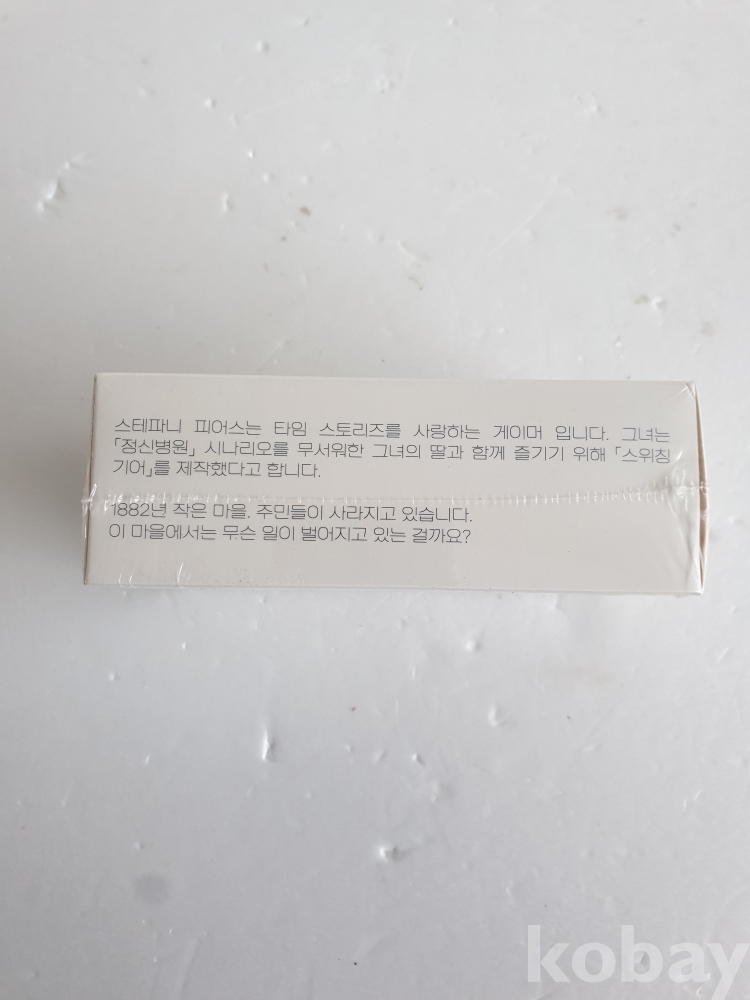 스테파니 피어스는 타임 스토리즈를 사랑하는 게이머 입니다. 그녀는
「정신병원」 시나리오를 무서워한 그녀의 딸과 함께 즐기기 위해 「스위칭
기어」를 제작했다고 합니다.
1882년 작은 마을. 주민들이 사라지고 있습니다.
이 마을에서는 무슨 일이 벌어지고 있는 걸까요?
kobay